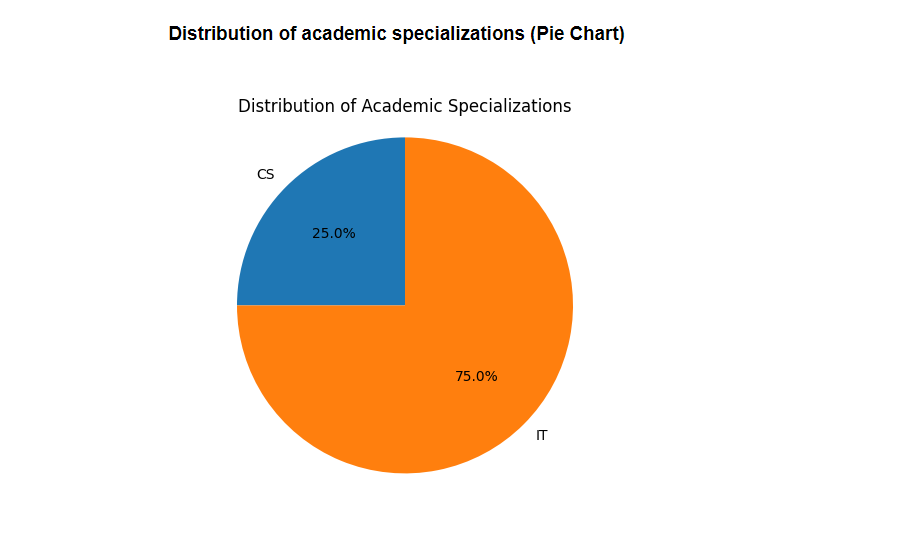 Distribution of academic specializations (Pie Chart)
Distribution of Academic Specializations
CS
25.0%
75.0%
IT